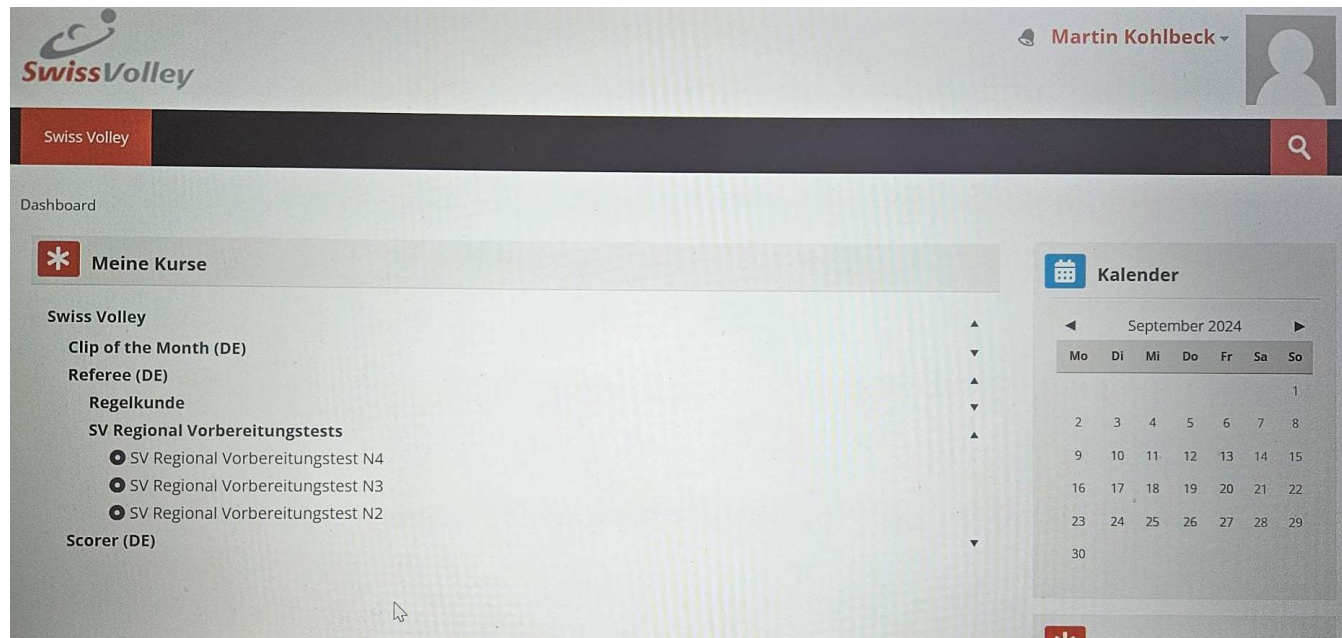 SwissVolley
Martin Kohlbeck
Swiss Volley
Dashboard
Meine Kurse
Swiss Volley
Clip of the Month (DE)
Referee (DE)
Regelkunde
SV Regional Vorbereitungstests
SV Regional Vorbereitungstest N4
SV Regional Vorbereitungstest N3
SV Regional Vorbereitungstest N2
Scorer (DE)
Kalender
September 2024
Mo Di Mi Do Fr Sa So
1
2 3 4 5 6 7 8
9 10 11 12 13 14 15
16 17 18 19 20 21 22
23 24 25 26 27 28 29
30